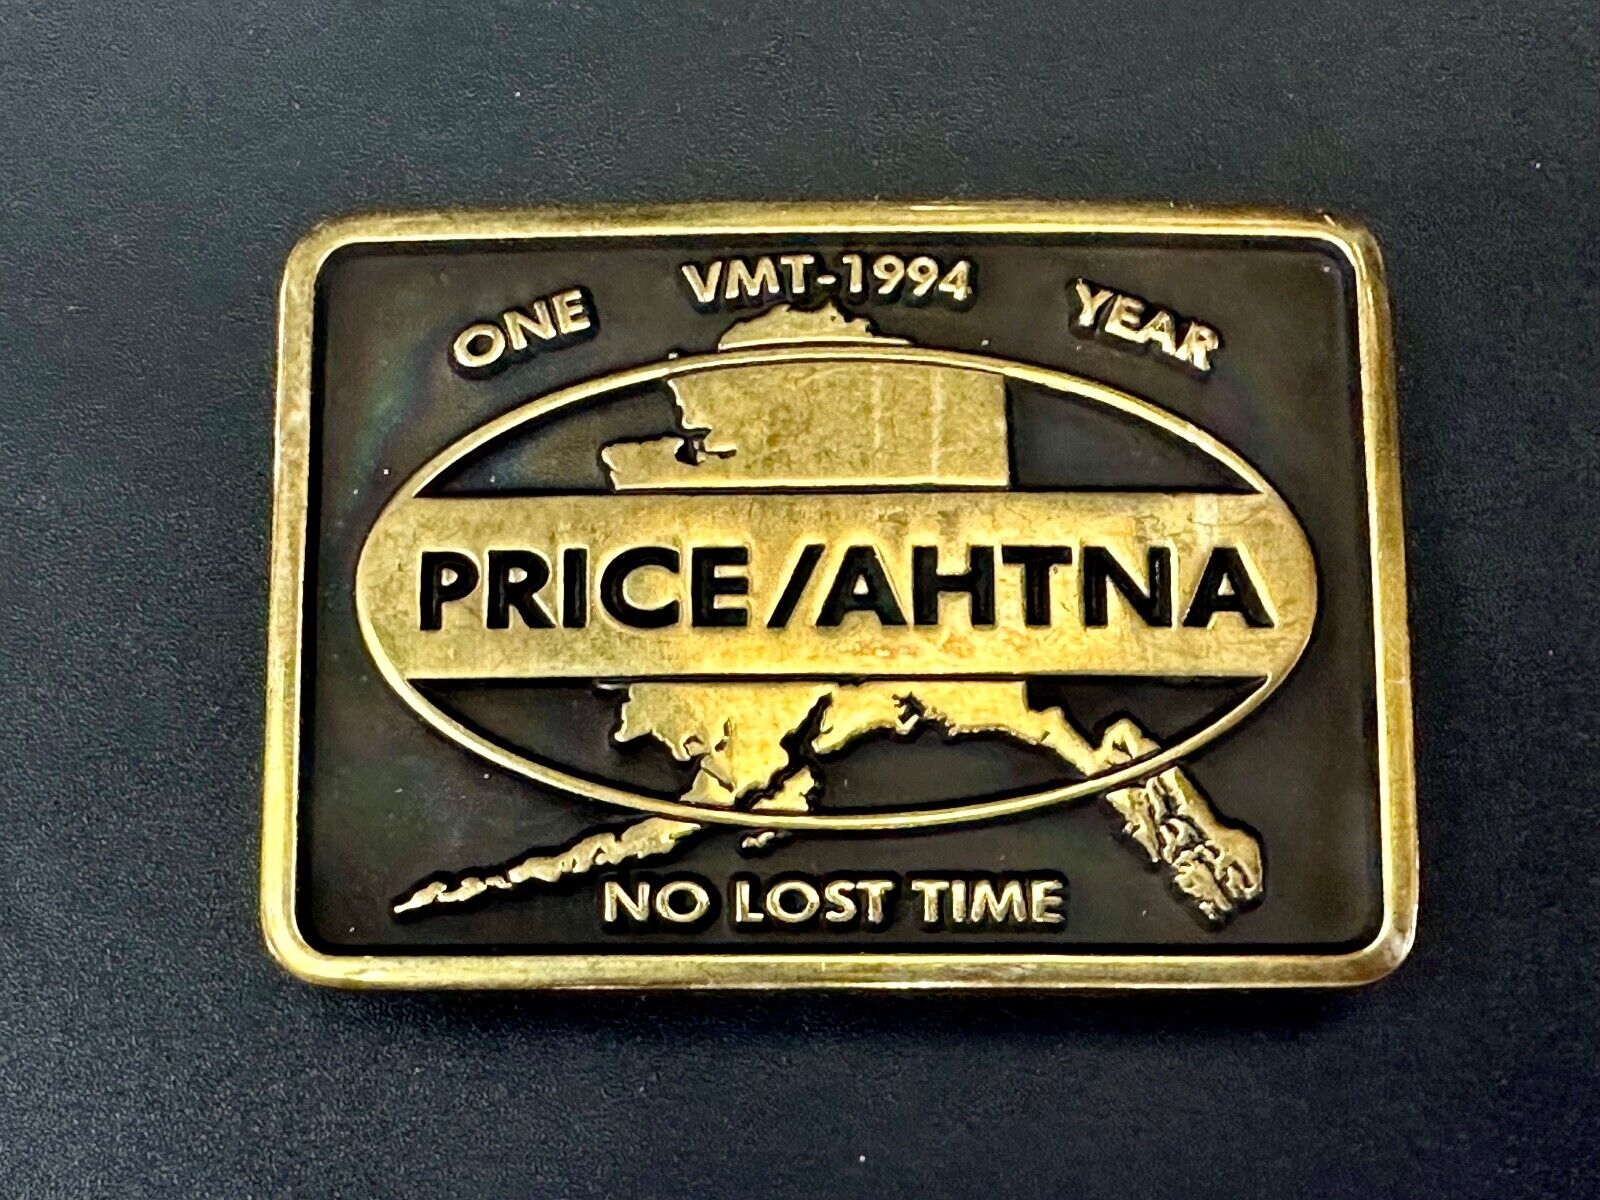 ONE VMT-1994 YEAR
PRICE/AHTNA
NO LOST TIME